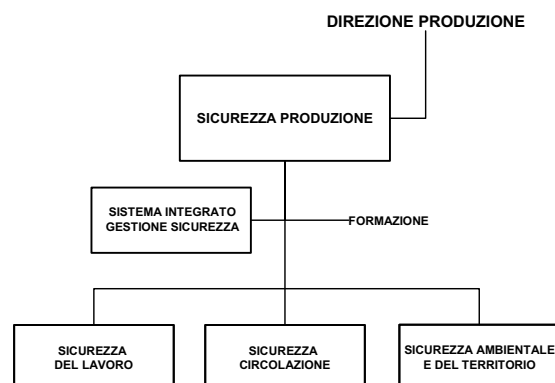 DIREZIONE PRODUZIONE
SICUREZZA PRODUZIONE
SISTEMA INTEGRATO
GESTIONE SICUREZZA
FORMAZIONE
SICUREZZA
DEL LAVORO
SICUREZZA
CIRCOLAZIONE
SICUREZZA AMBIENTALE
E DEL TERRITORIO